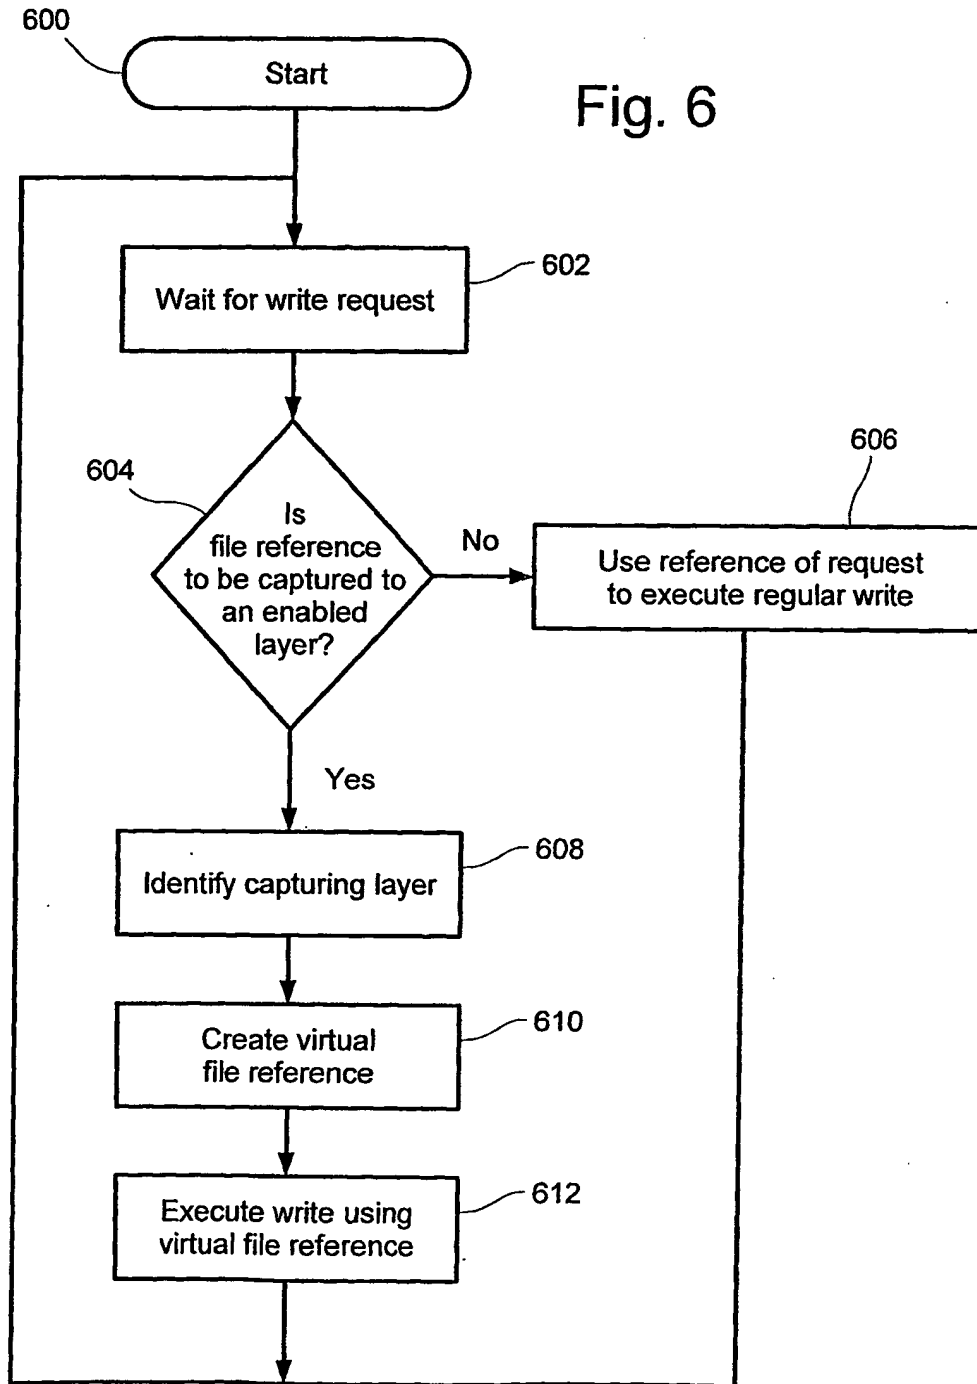 600
Start
Fig. 6
602
Wait for write request
604
606
Is
file reference
to be captured to
an enabled
layer?
No
Use reference of request
to execute regular write
Yes
608
Identify capturing layer
610
Create virtual
file reference
612
Execute write using
virtual file reference